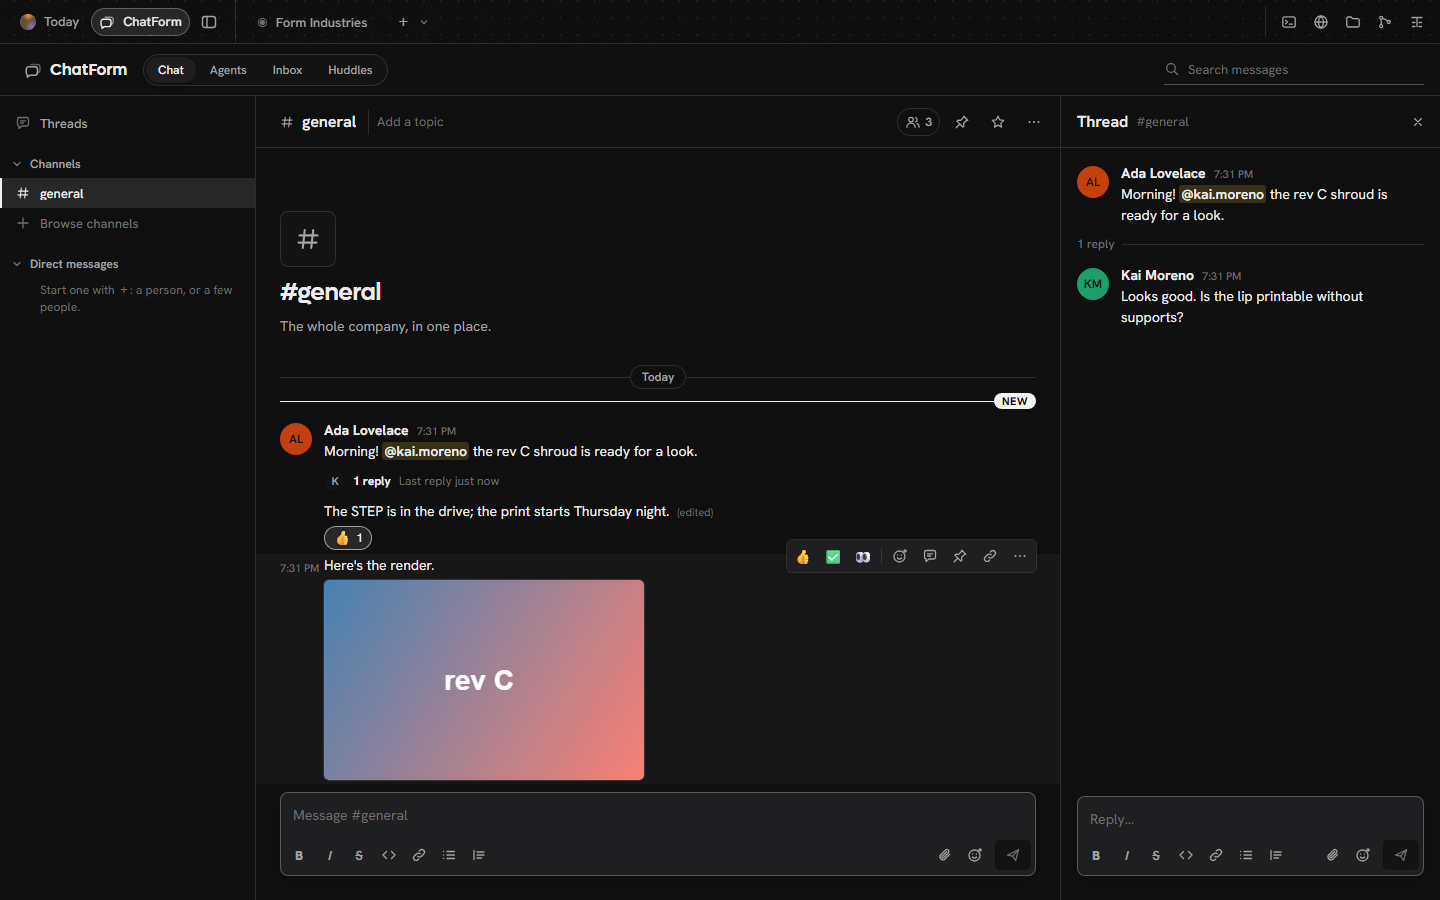 Today
ChatForm
Form Industries
ChatForm
Chat
Agents
Inbox
Huddles
Search messages
Threads
Channels
# general
Browse channels
Direct messages
Start one with + : a person, or a few
people.
# general
Add a topic
3
#
#general
The whole company, in one place.
Today
NEW
AL
Ada Lovelace 7:31 PM
Morning! @kai.moreno the rev C shroud is ready for a look.
K 1 reply Last reply just now
The STEP is in the drive; the print starts Thursday night. (edited)
👍 1
7:31 PM Here's the render.
rev C
Message #general
B I S
Thread #general
AL
Ada Lovelace 7:31 PM
Morning! @kai.moreno the rev C shroud is
ready for a look.
1 reply
KM
Kai Moreno 7:31 PM
Looks good. Is the lip printable without
supports?
Reply...
B I S